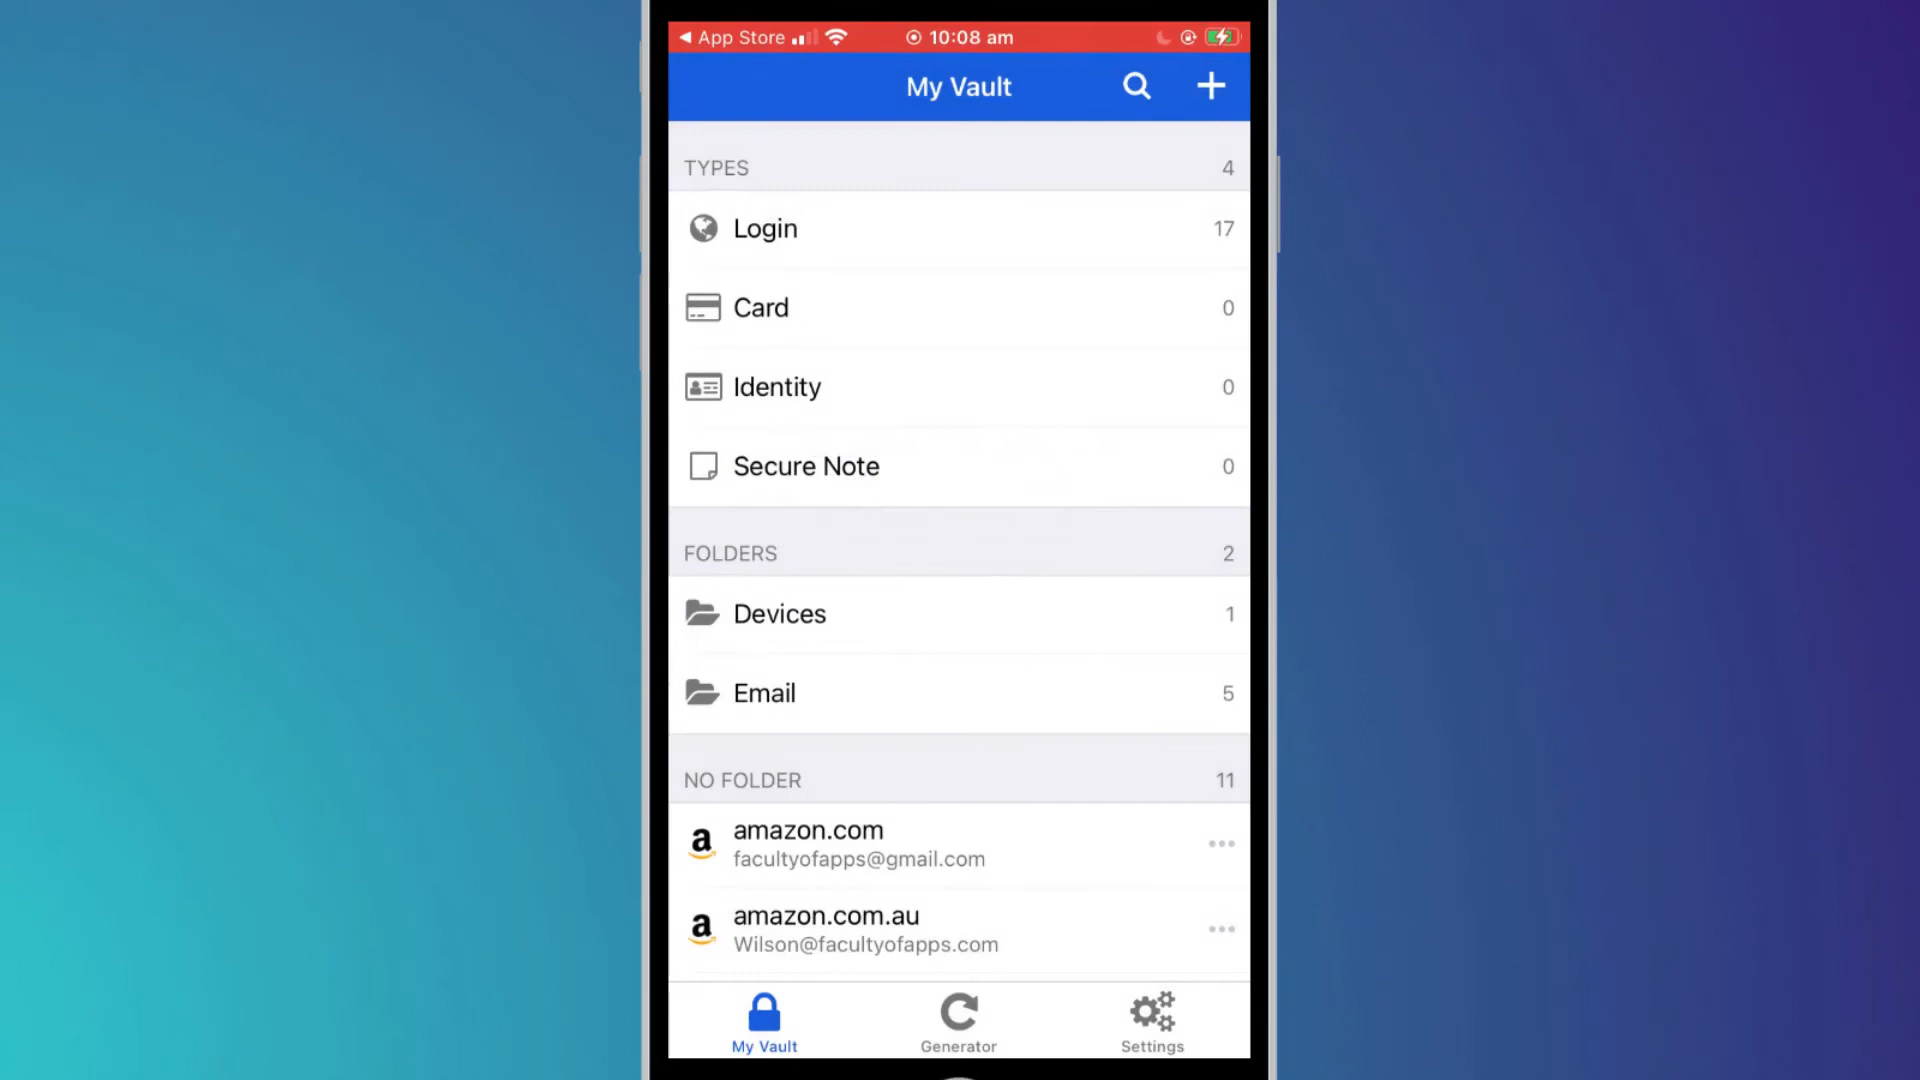 App Store
10:08 am
My Vault
TYPES 4
Login 17
Card 0
Identity 0
Secure Note 0
FOLDERS 2
Devices 1
Email 5
NO FOLDER 11
amazon.com
facultyofapps@gmail.com
amazon.com.au
Wilson@facultyofapps.com
My Vault Generator Settings